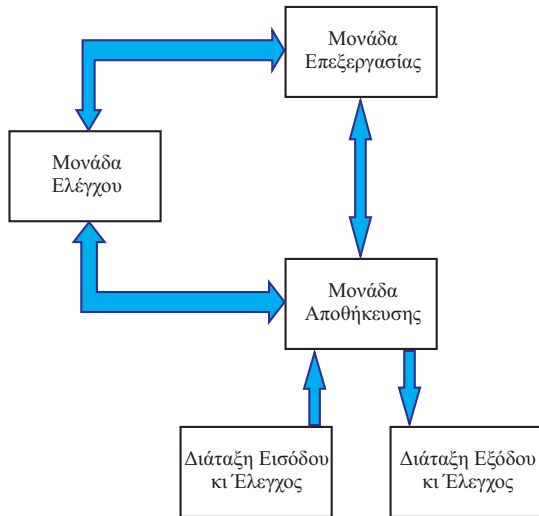 Μονάδα
Επεξεργασίας
Μονάδα
Ελέγχου
Μονάδα
Αποθήκευσης
Διάταξη Εισόδου
κι Έλεγχος
Διάταξη Εξόδου
κι Έλεγχος